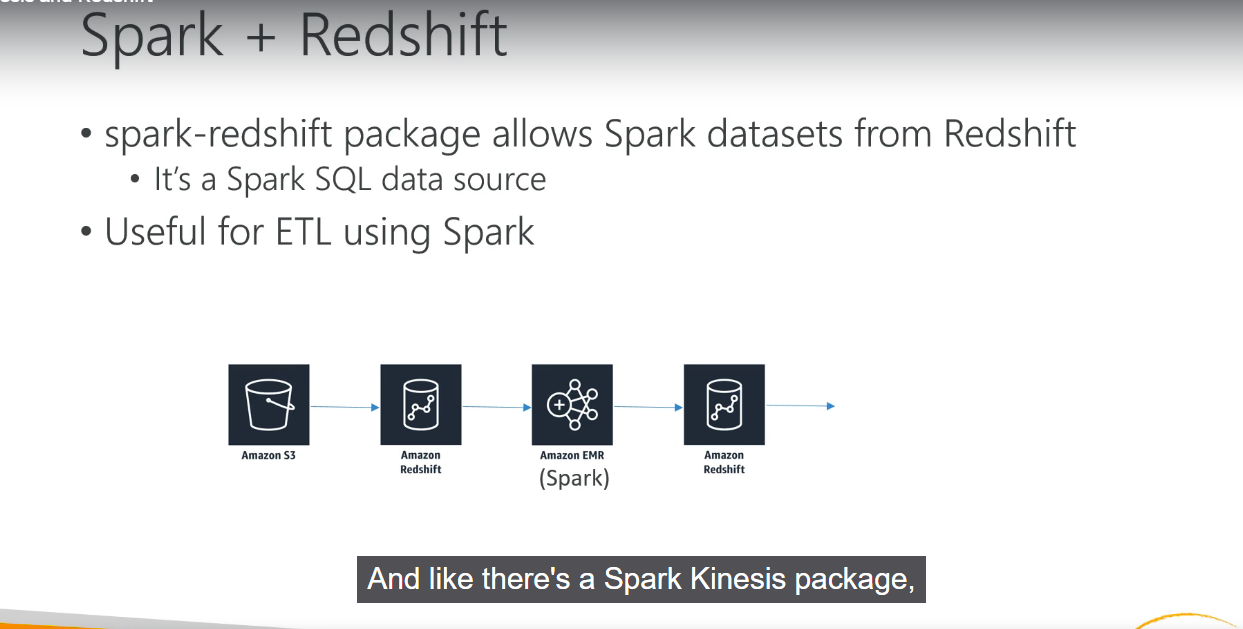 Spark + Redshift
• spark-redshift package allows Spark datasets from Redshift
• It's a Spark SQL data source
• Useful for ETL using Spark
Amazon S3
Amazon
Redshift
Amazon EMR
(Spark)
Amazon
Redshift
And like there's a Spark Kinesis package,